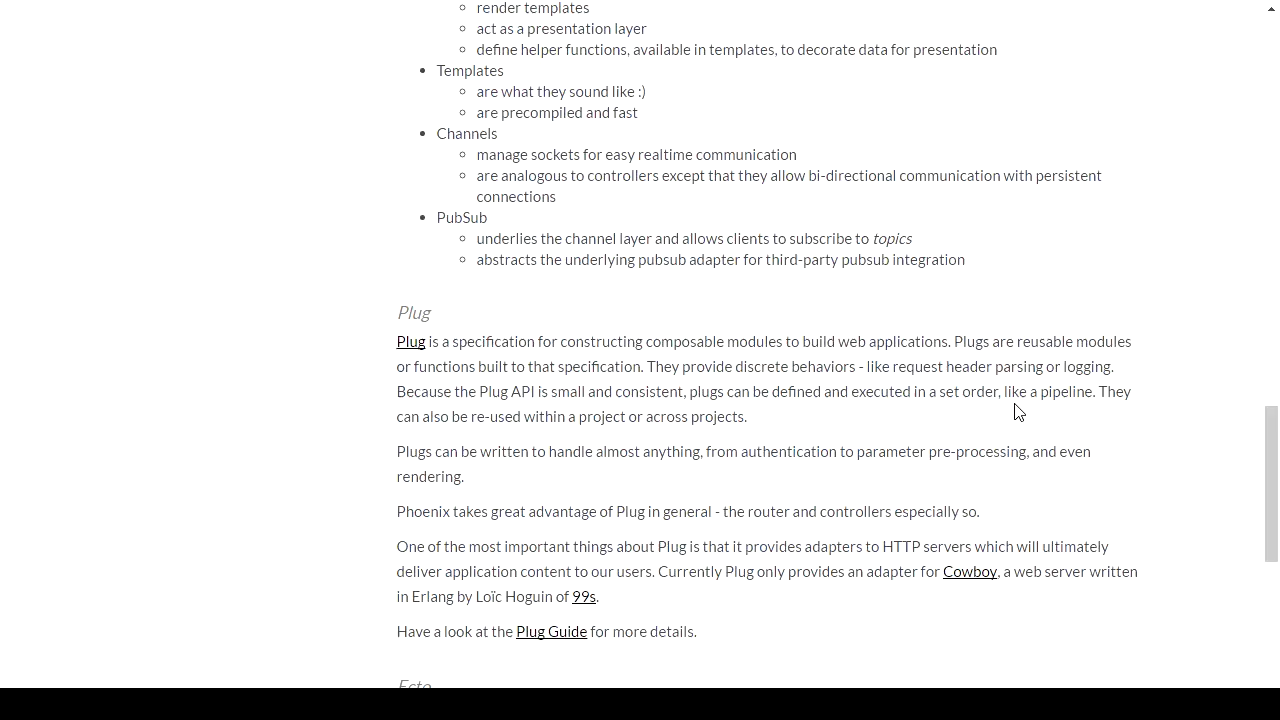 render templates
act as a presentation layer
define helper functions, available in templates, to decorate data for presentation
Templates
are what they sound like :)
are precompiled and fast
Channels
manage sockets for easy realtime communication
are analogous to controllers except that they allow bi-directional communication with persistent
connections
PubSub
underlies the channel layer and allows clients to subscribe to topics
abstracts the underlying pubsub adapter for third-party pubsub integration
Plug
Plug is a specification for constructing composable modules to build web applications. Plugs are reusable modules
or functions built to that specification. They provide discrete behaviors - like request header parsing or logging.
Because the Plug API is small and consistent, plugs can be defined and executed in a set order, like a pipeline. They
can also be re-used within a project or across projects.
Plugs can be written to handle almost anything, from authentication to parameter pre-processing, and even
rendering.
Phoenix takes great advantage of Plug in general - the router and controllers especially so.
One of the most important things about Plug is that it provides adapters to HTTP servers which will ultimately
deliver application content to our users. Currently Plug only provides an adapter for Cowboy, a web server written
in Erlang by Loïc Hoguin of 99s.
Have a look at the Plug Guide for more details.
Ecto